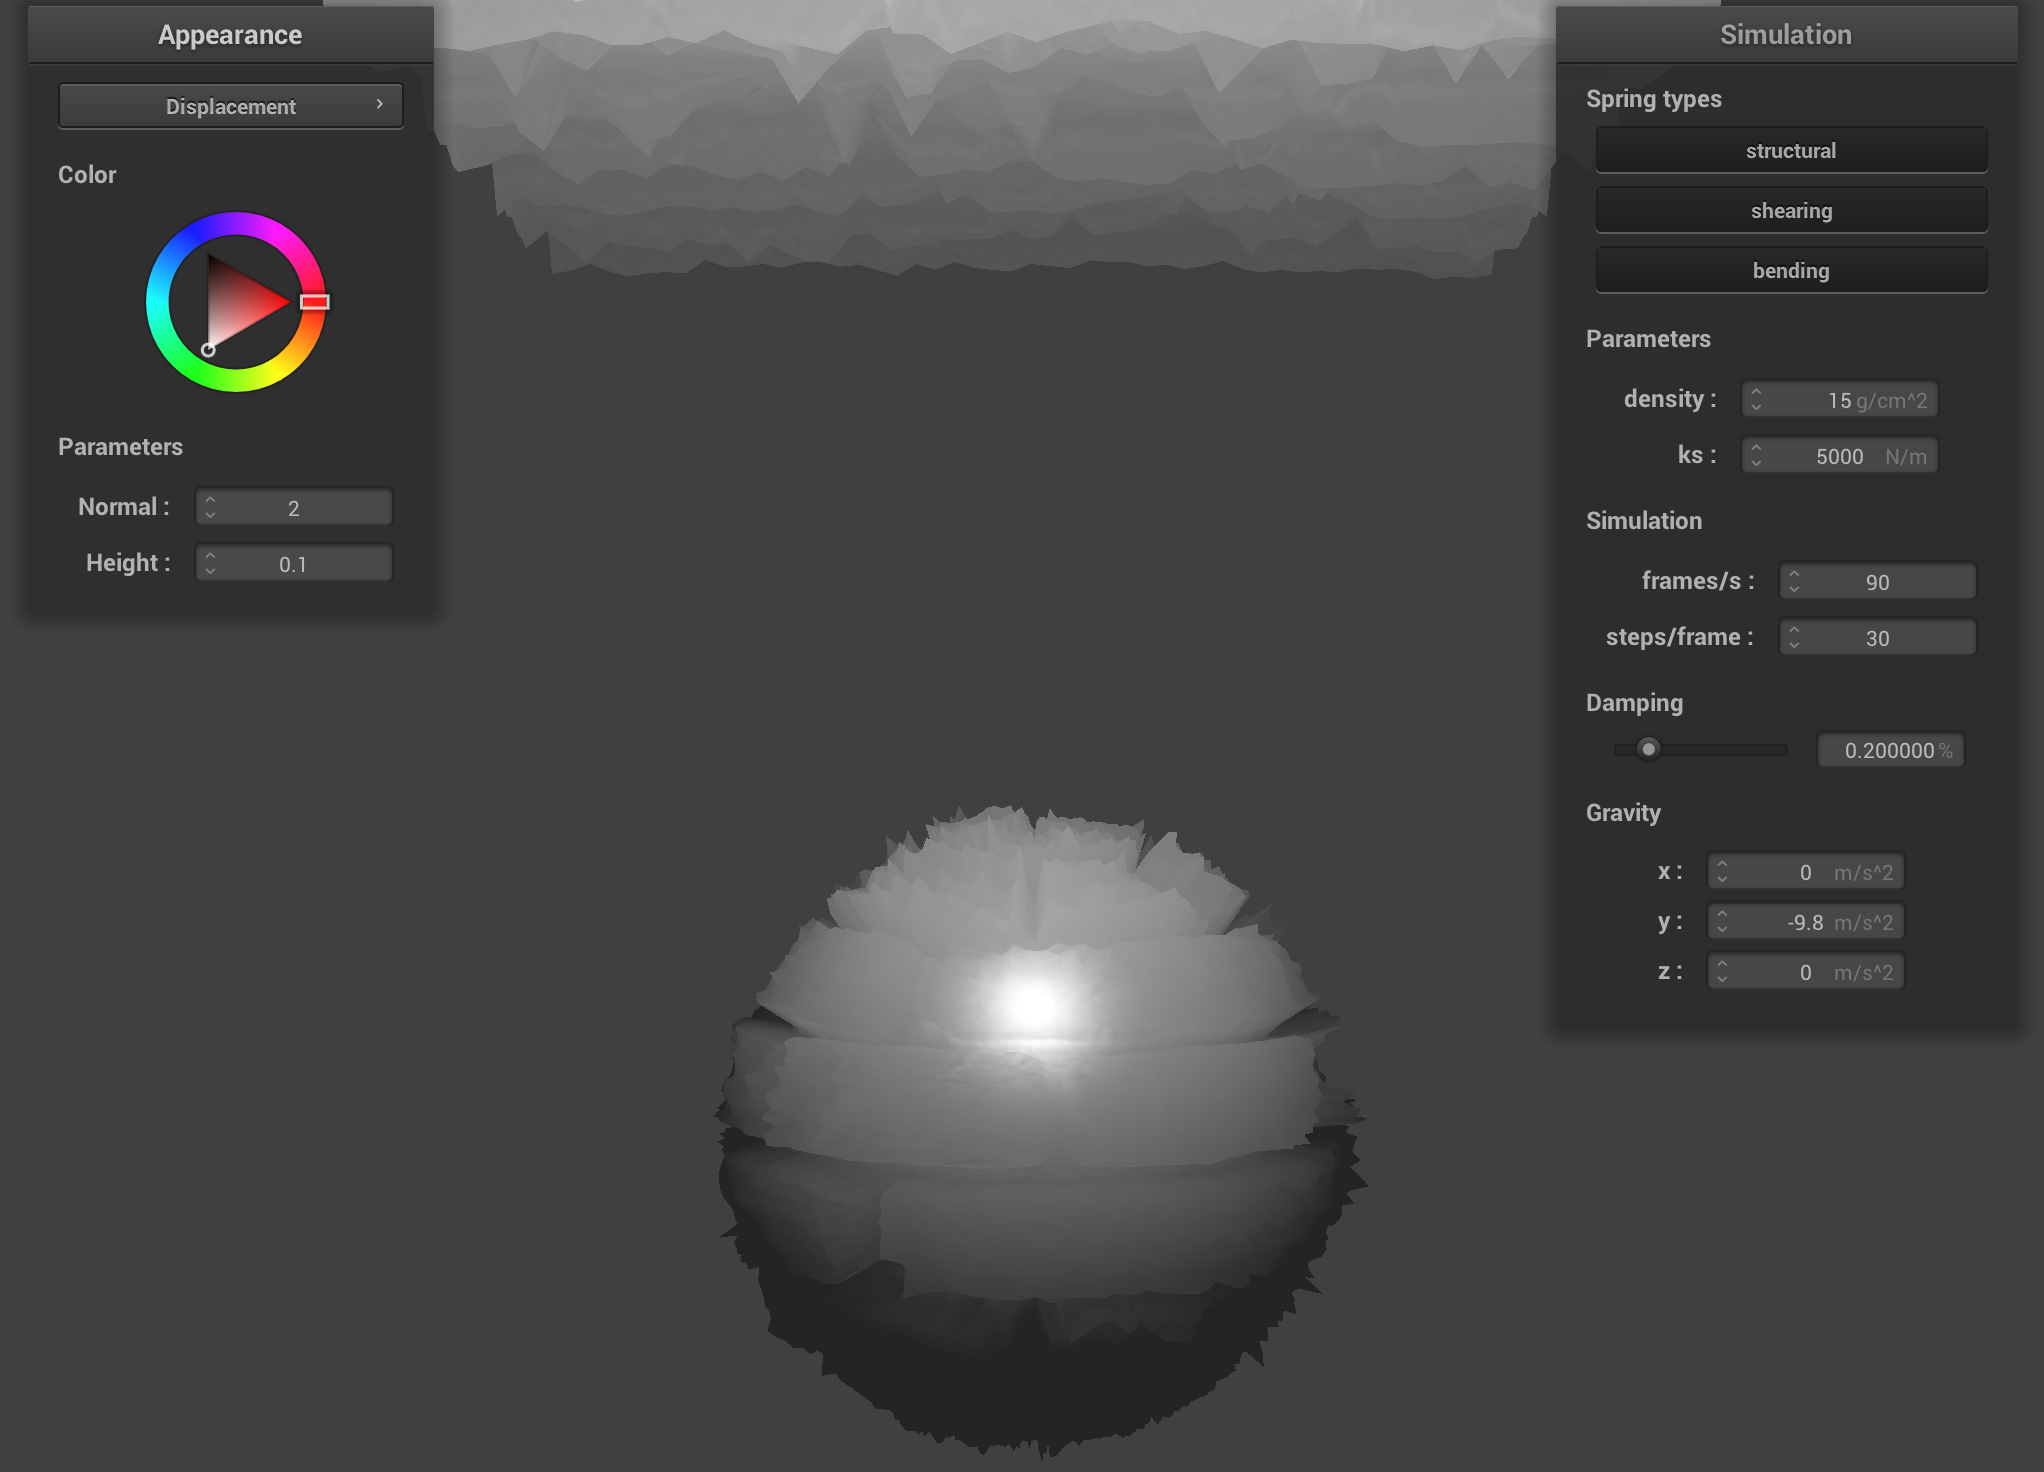 Appearance
Displacement ›
Color
Parameters
Normal : 2
Height : 0.1
Simulation
Spring types
structural
shearing
bending
Parameters
density : 15 g/cm^2
ks : 5000 N/m
Simulation
frames/s : 90
steps/frame : 30
Damping
0.200000 %
Gravity
x : 0 m/s^2
y : -9.8 m/s^2
z : 0 m/s^2